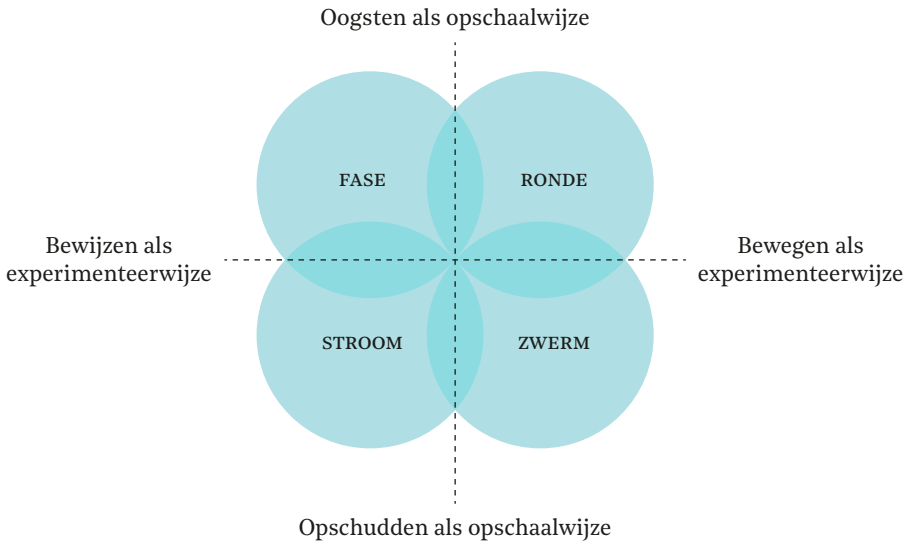 Oogsten als opschaalwijze
FASE
RONDE
Bewijzen als
experimenteerwijze
Bewegen als
experimenteerwijze
STROOM
ZWERM
Opschudden als opschaalwijze